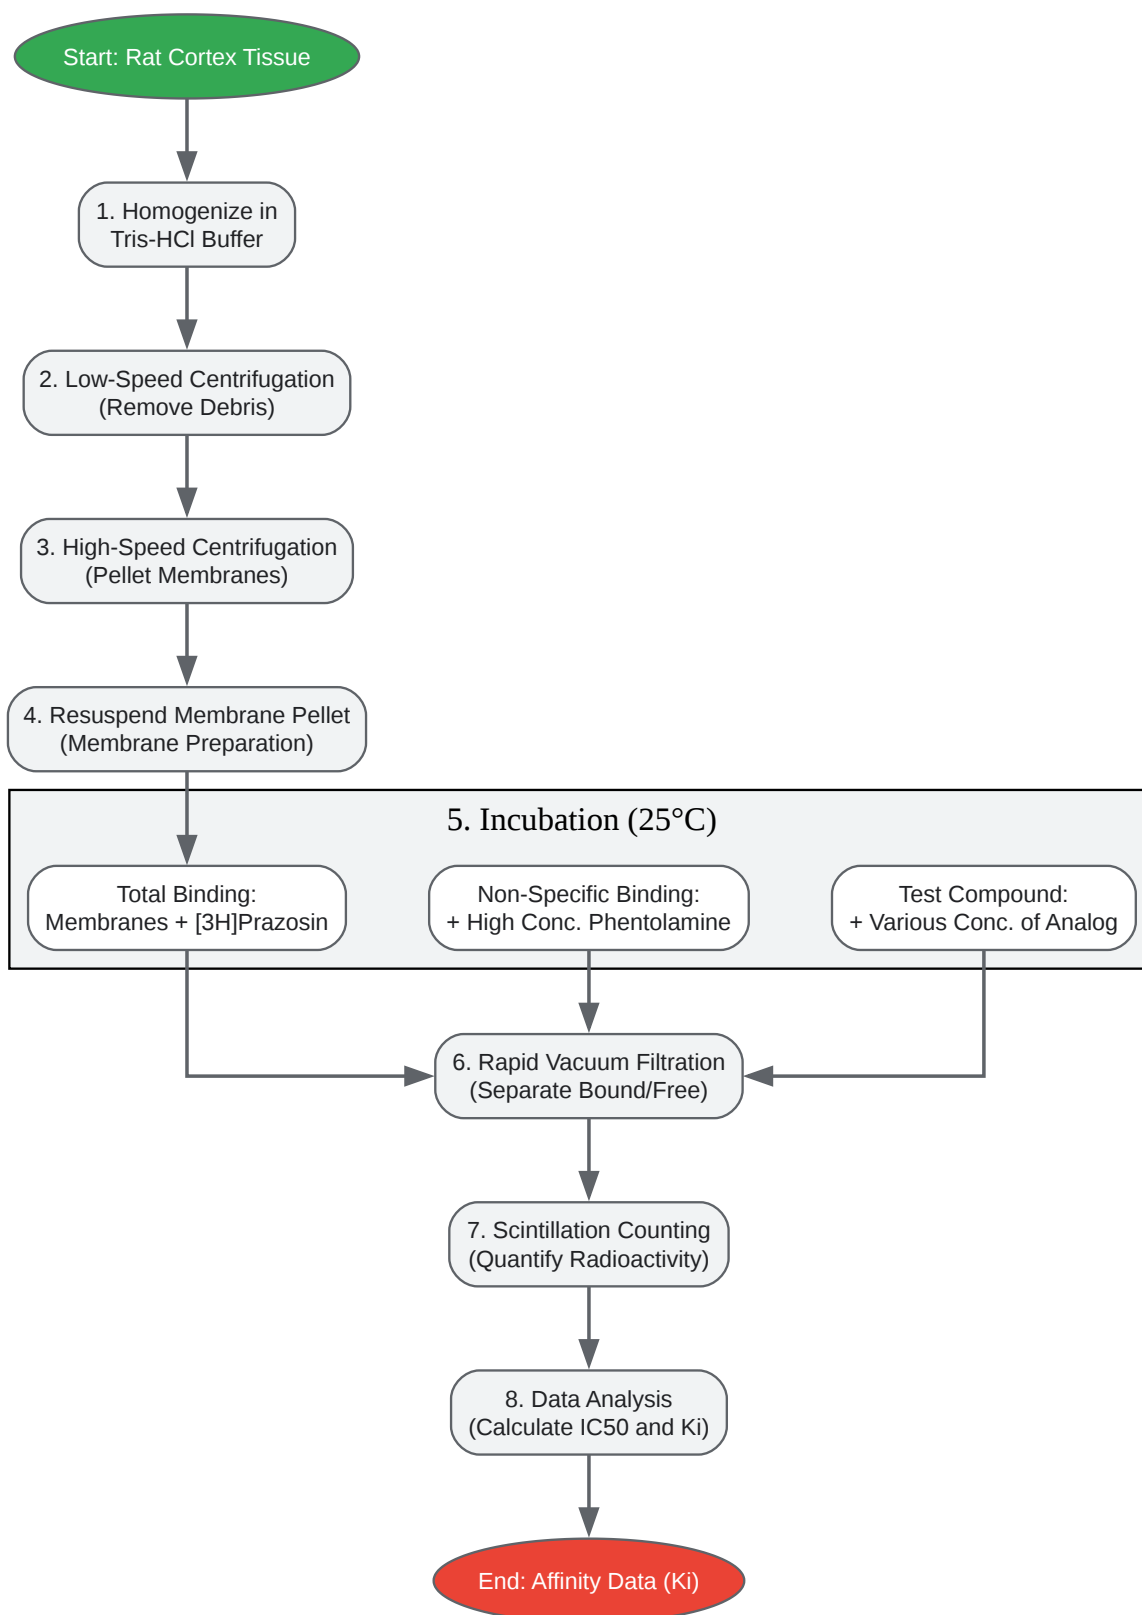 Start: Rat Cortex Tissue
1. Homogenize in
Tris-HCl Buffer
2. Low-Speed Centrifugation
(Remove Debris)
3. High-Speed Centrifugation
(Pellet Membranes)
4. Resuspend Membrane Pellet
(Membrane Preparation)
5. Incubation (25°C)
Total Binding:
Membranes + [3H]Prazosin
Non-Specific Binding:
+ High Conc. Phentolamine
Test Compound:
+ Various Conc. of Analog
6. Rapid Vacuum Filtration
(Separate Bound/Free)
7. Scintillation Counting
(Quantify Radioactivity)
8. Data Analysis
(Calculate IC50 and Ki)
End: Affinity Data (Ki)